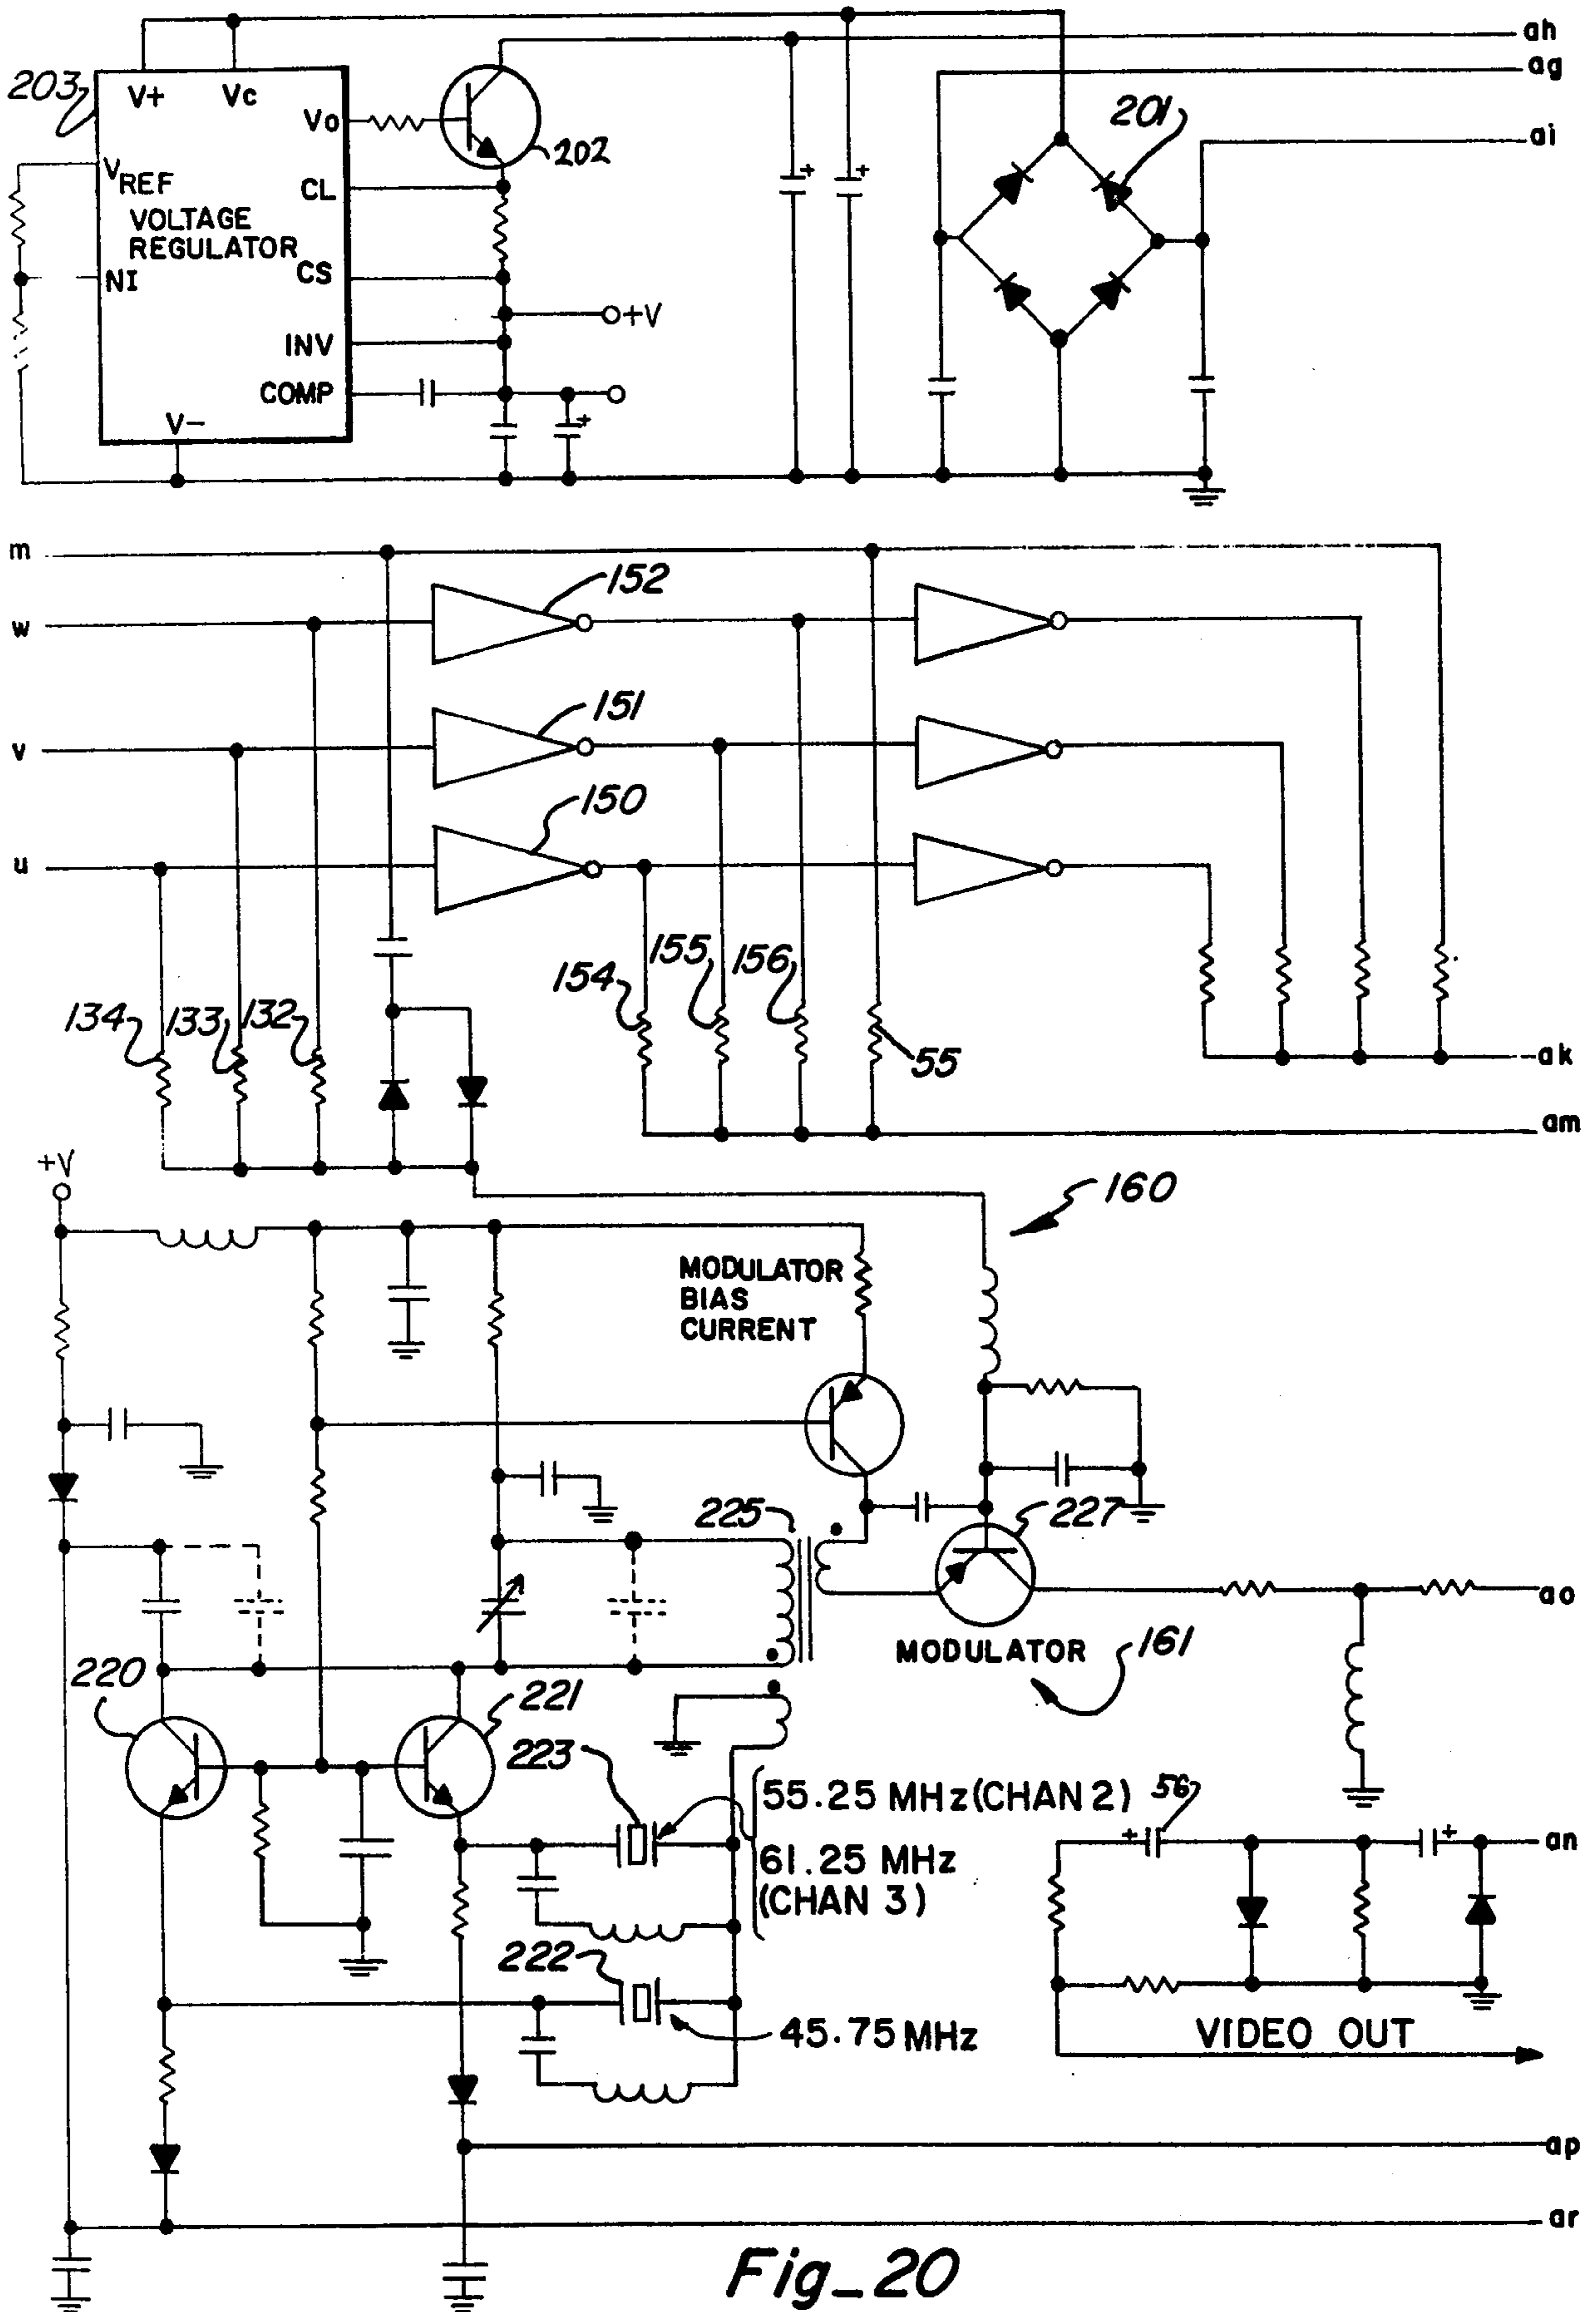 ah
ag
203
V+
Vc
Vo
201
ai
202
VREF
CL
VOLTAGE
REGULATOR
NI
CS
+V
INV
COMP
V-
m
152
w
151
v
150
u
155
156
154
134
133
132
55
ak
am
+V
160
MODULATOR
BIAS
CURRENT
225
227
ao
MODULATOR
161
220
221
223
55.25 MHz (CHAN 2)
56
an
61.25 MHz
(CHAN 3)
222
45.75 MHz
VIDEO OUT
ap
ar
Fig_20